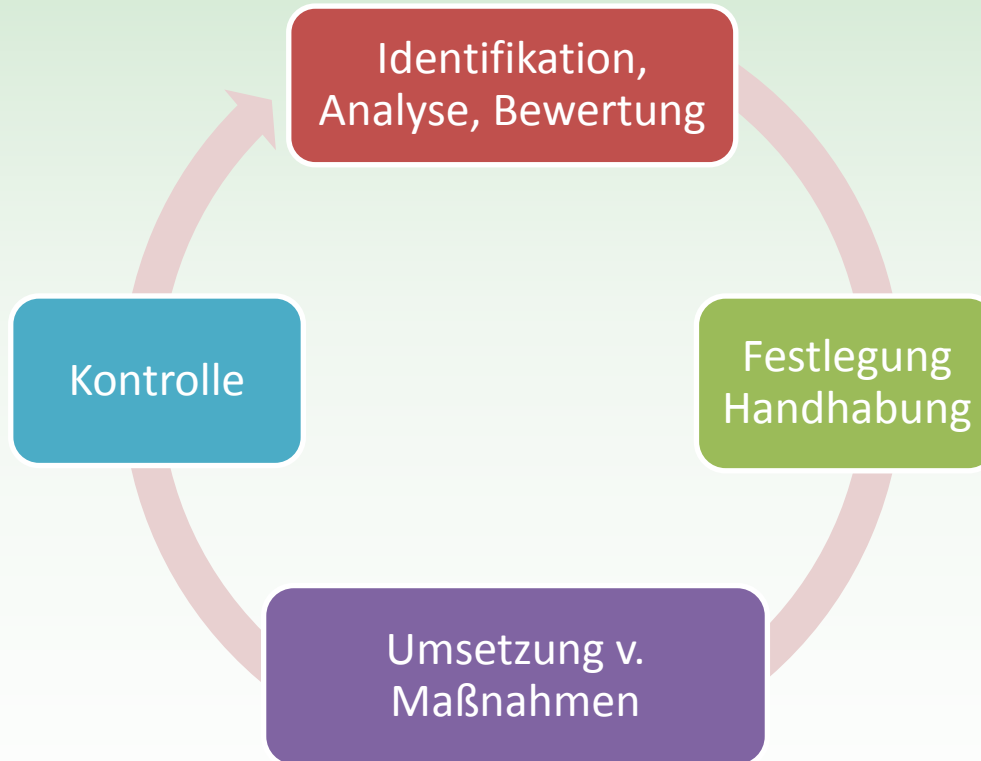 Identifikation,
Analyse, Bewertung
Festlegung
Handhabung
Umsetzung v.
Maßnahmen
Kontrolle